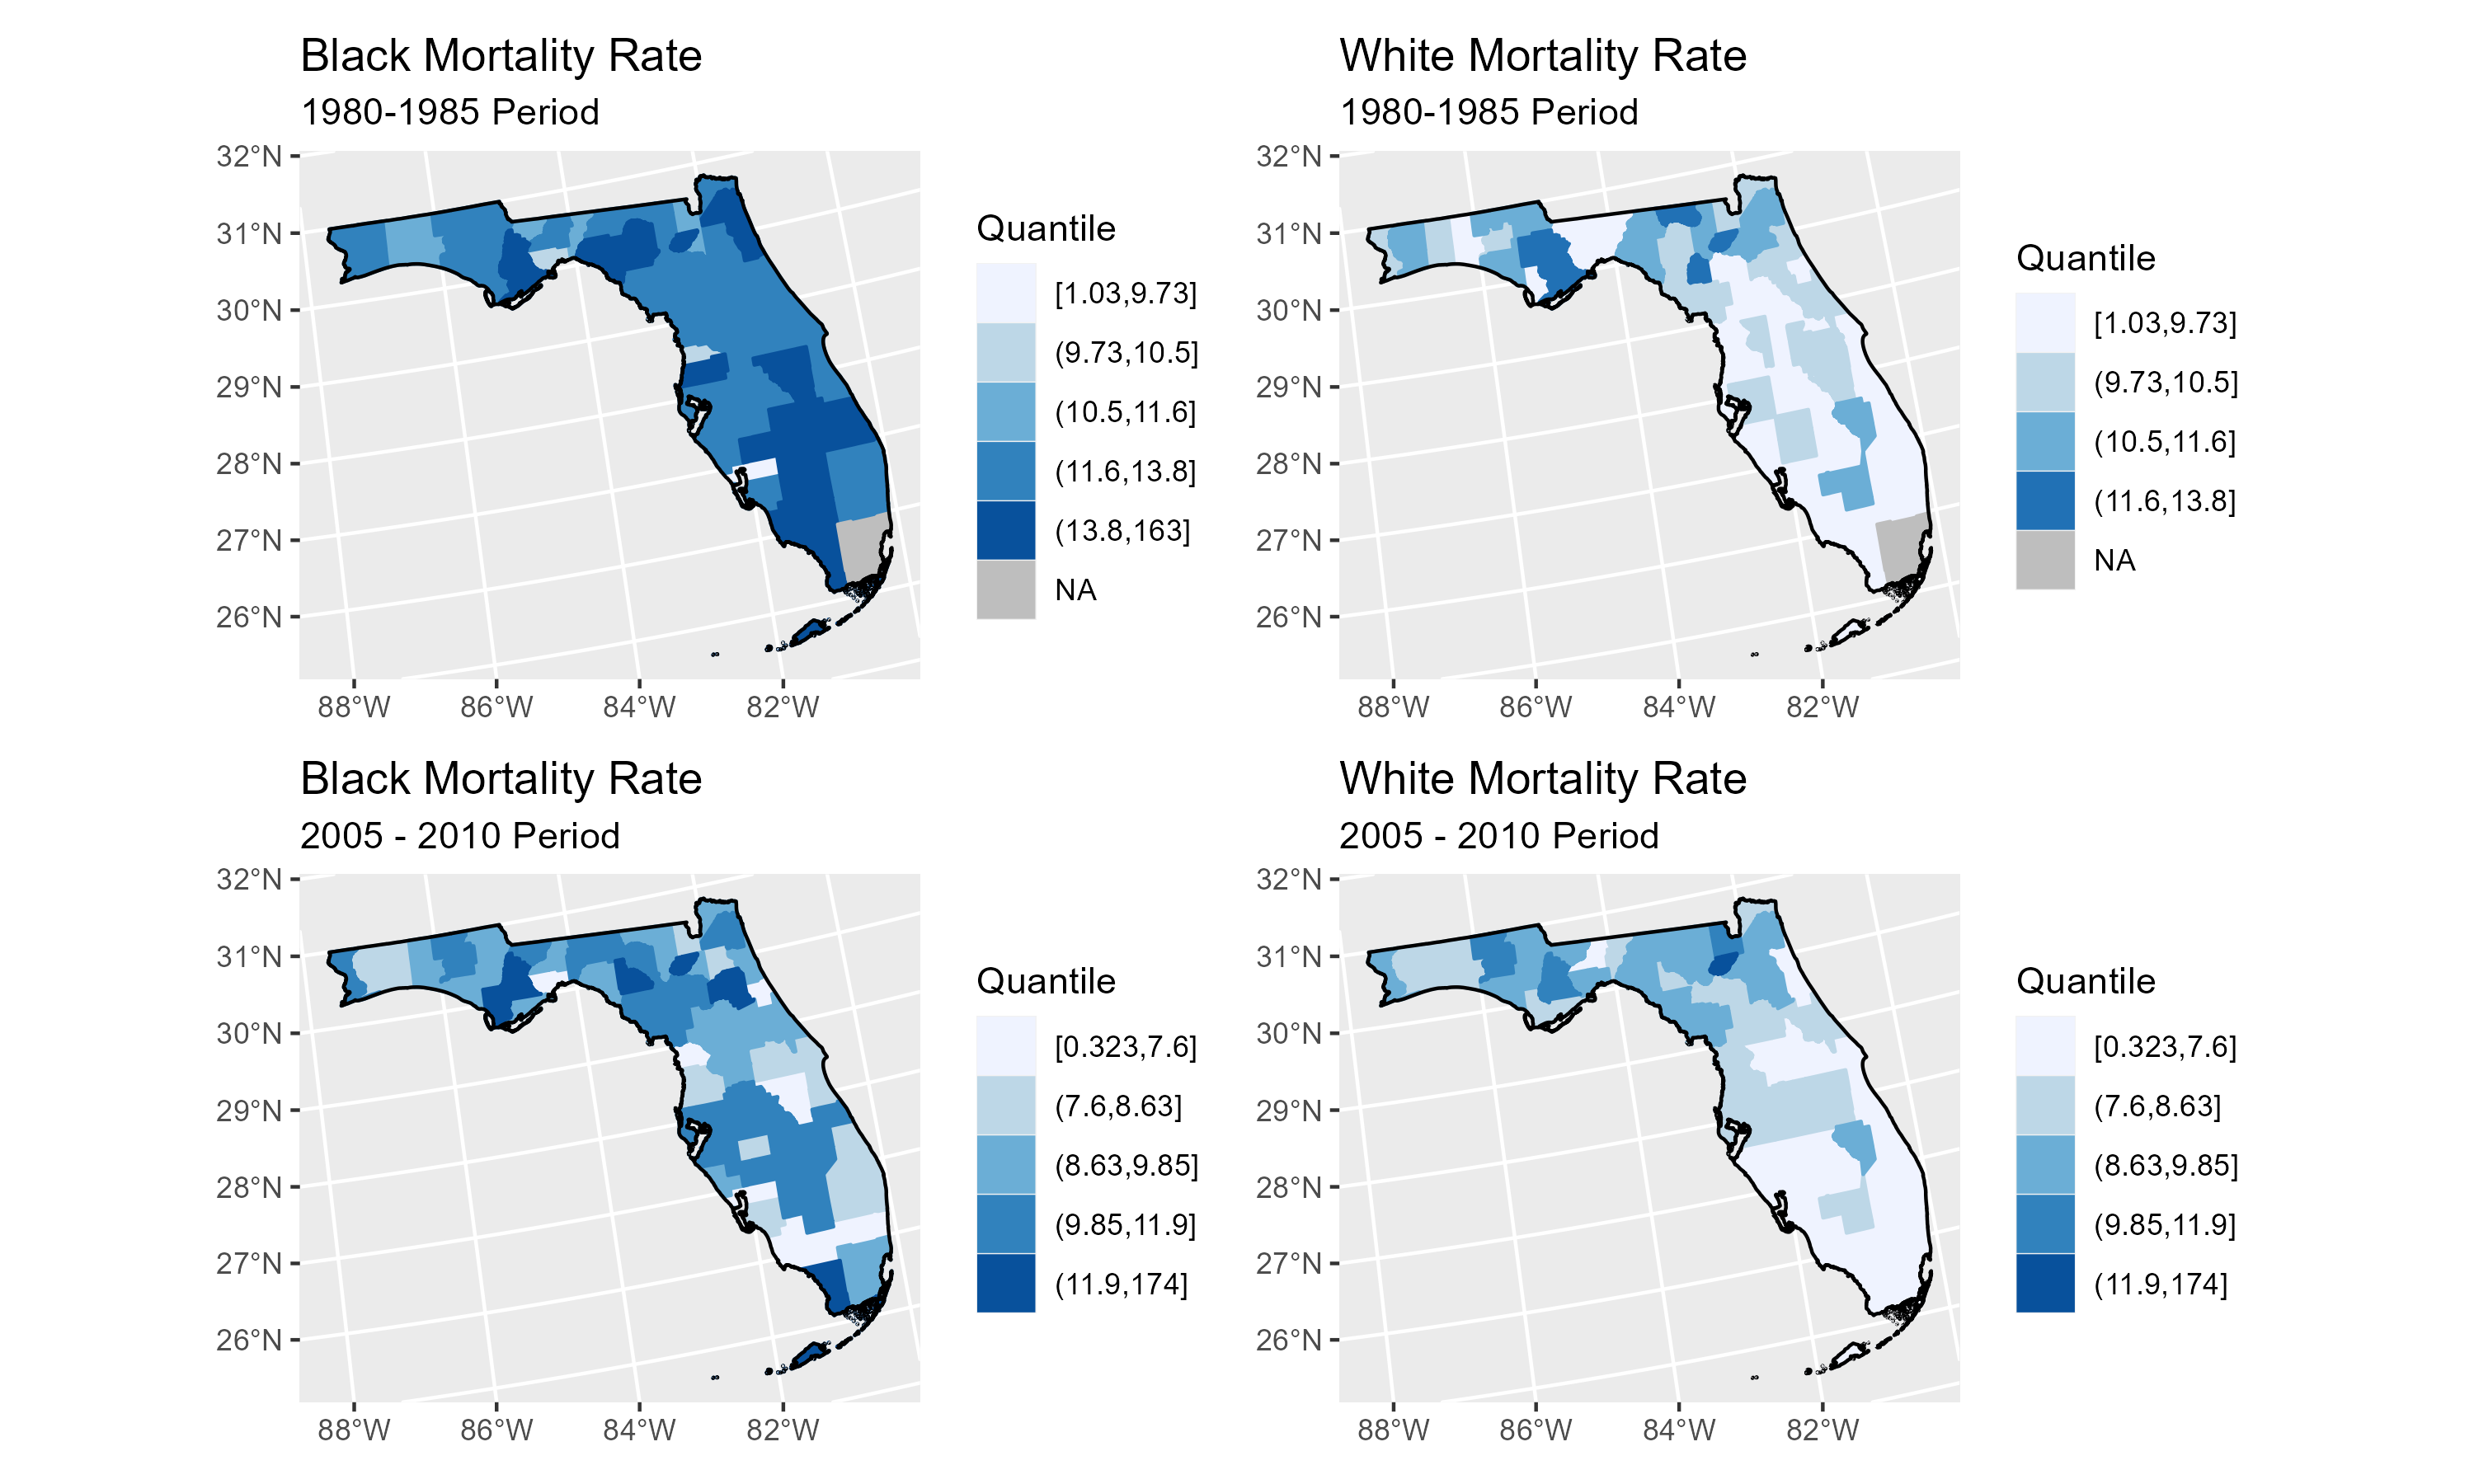 Black Mortality Rate
1980-1985 Period
32°N
31°N
30°N
29°N
28°N
27°N
26°N
88°W 86°W 84°W 82°W
Quantile
[1.03,9.73]
(9.73,10.5]
(10.5,11.6]
(11.6,13.8]
(13.8,163]
NA
White Mortality Rate
1980-1985 Period
32°N
31°N
30°N
29°N
28°N
27°N
26°N
88°W 86°W 84°W 82°W
Quantile
[1.03,9.73]
(9.73,10.5]
(10.5,11.6]
(11.6,13.8]
NA
Black Mortality Rate
2005 - 2010 Period
32°N
31°N
30°N
29°N
28°N
27°N
26°N
88°W 86°W 84°W 82°W
Quantile
[0.323,7.6]
(7.6,8.63]
(8.63,9.85]
(9.85,11.9]
(11.9,174]
White Mortality Rate
2005 - 2010 Period
32°N
31°N
30°N
29°N
28°N
27°N
26°N
88°W 86°W 84°W 82°W
Quantile
[0.323,7.6]
(7.6,8.63]
(8.63,9.85]
(9.85,11.9]
(11.9,174]